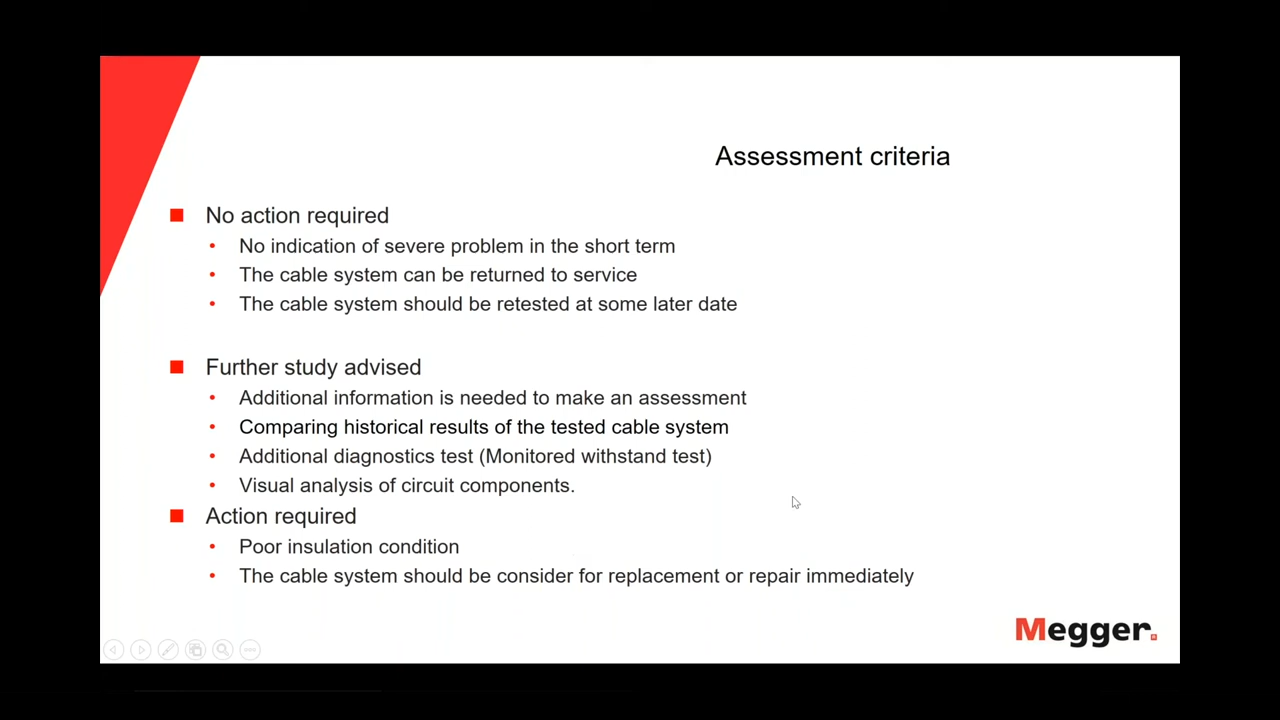 Assessment criteria
No action required
No indication of severe problem in the short term
The cable system can be returned to service
The cable system should be retested at some later date
Further study advised
Additional information is needed to make an assessment
Comparing historical results of the tested cable system
Additional diagnostics test (Monitored withstand test)
Visual analysis of circuit components.
Action required
Poor insulation condition
The cable system should be consider for replacement or repair immediately
Megger.